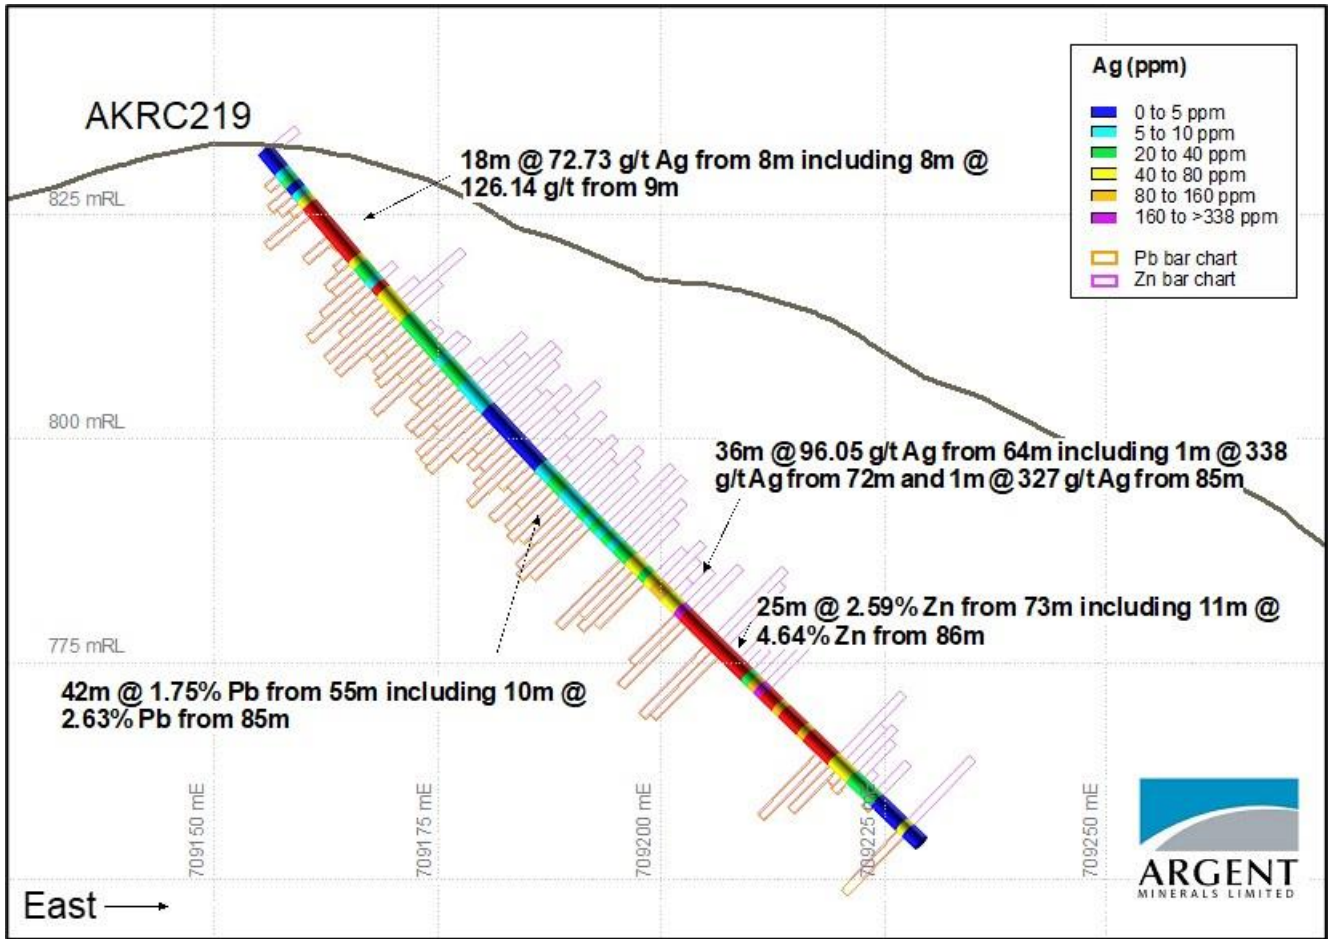 AKRC219
18m @ 72.73 g/t Ag from 8m including 8m @
126.14 g/t from 9m
Ag (ppm)
0 to 5 ppm
5 to 10 ppm
20 to 40 ppm
40 to 80 ppm
80 to 160 ppm
160 to >338 ppm
Pb bar chart
Zn bar chart
825 mRL
800 mRL
36m @ 96.05 g/t Ag from 64m including 1m @ 338
g/t Ag from 72m and 1m @ 327 g/t Ag from 85m
25m @ 2.59% Zn from 73m including 11m @
4.64% Zn from 86m
775 mRL
42m @ 1.75% Pb from 55m including 10m @
2.63% Pb from 85m
709150 mE
709175 mE
709200 mE
709225 mE
709250 mE
ARGENT
MINERALS LIMITED
East